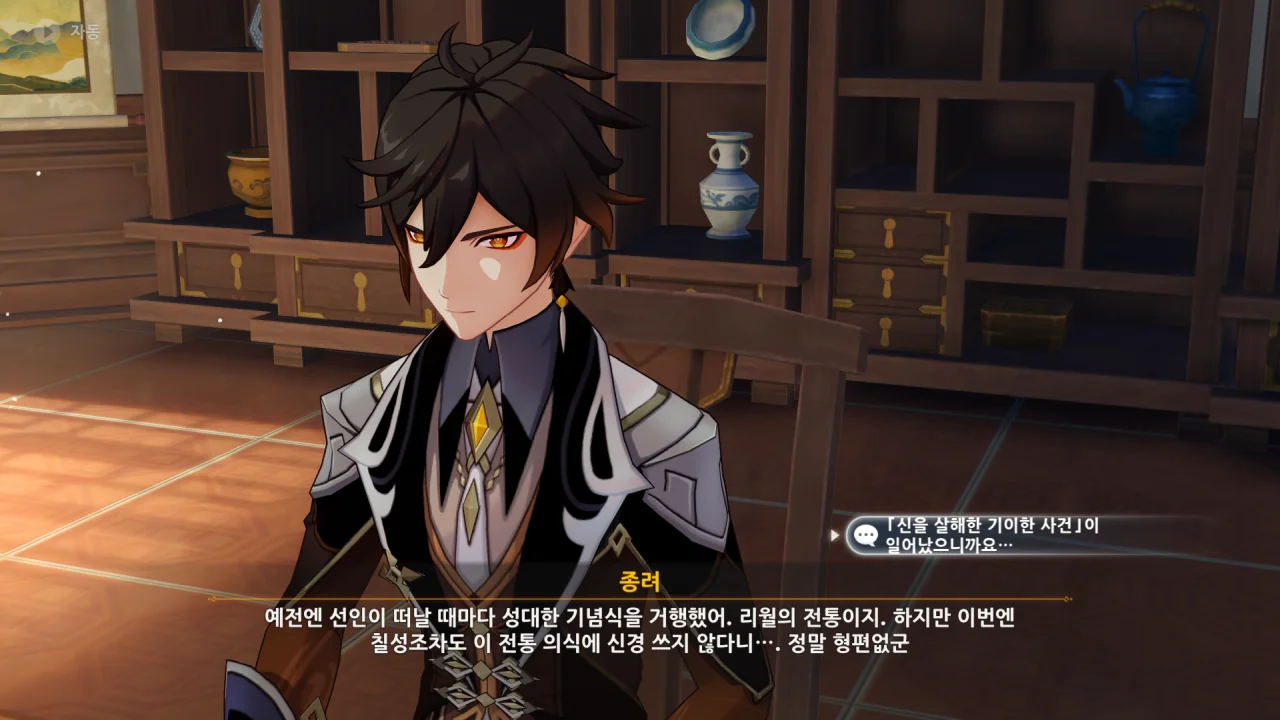 자동
「신을 살해한 기이한 사건」이
일어났으니까요…
종려
예전엔 선인이 떠날 때마다 성대한 기념식을 거행했어. 리월의 전통이지. 하지만 이번엔
칠성조차도 이 전통 의식에 신경 쓰지 않다니…. 정말 형편없군